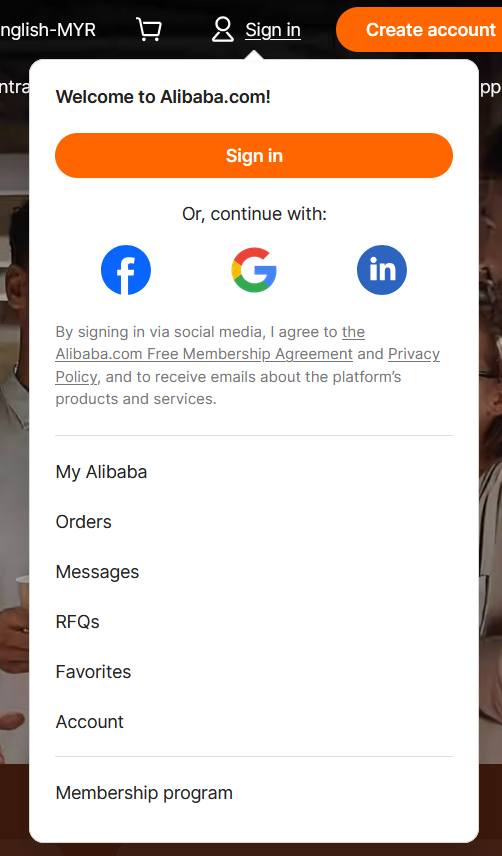 nglish-MYR
Sign in
Create account
ntra
pp
Welcome to Alibaba.com!
Sign in
Or, continue with:
By signing in via social media, I agree to the
Alibaba.com Free Membership Agreement and Privacy
Policy, and to receive emails about the platform's
products and services.
My Alibaba
Orders
Messages
RFQs
Favorites
Account
Membership program